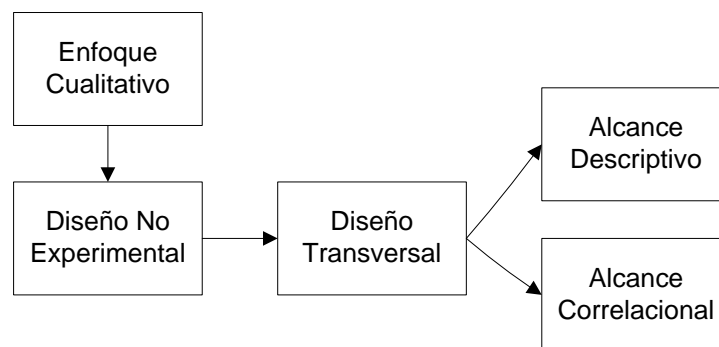 Enfoque
Cualitativo
Diseño No
Experimental
Diseño
Transversal
Alcance
Descriptivo
Alcance
Correlacional